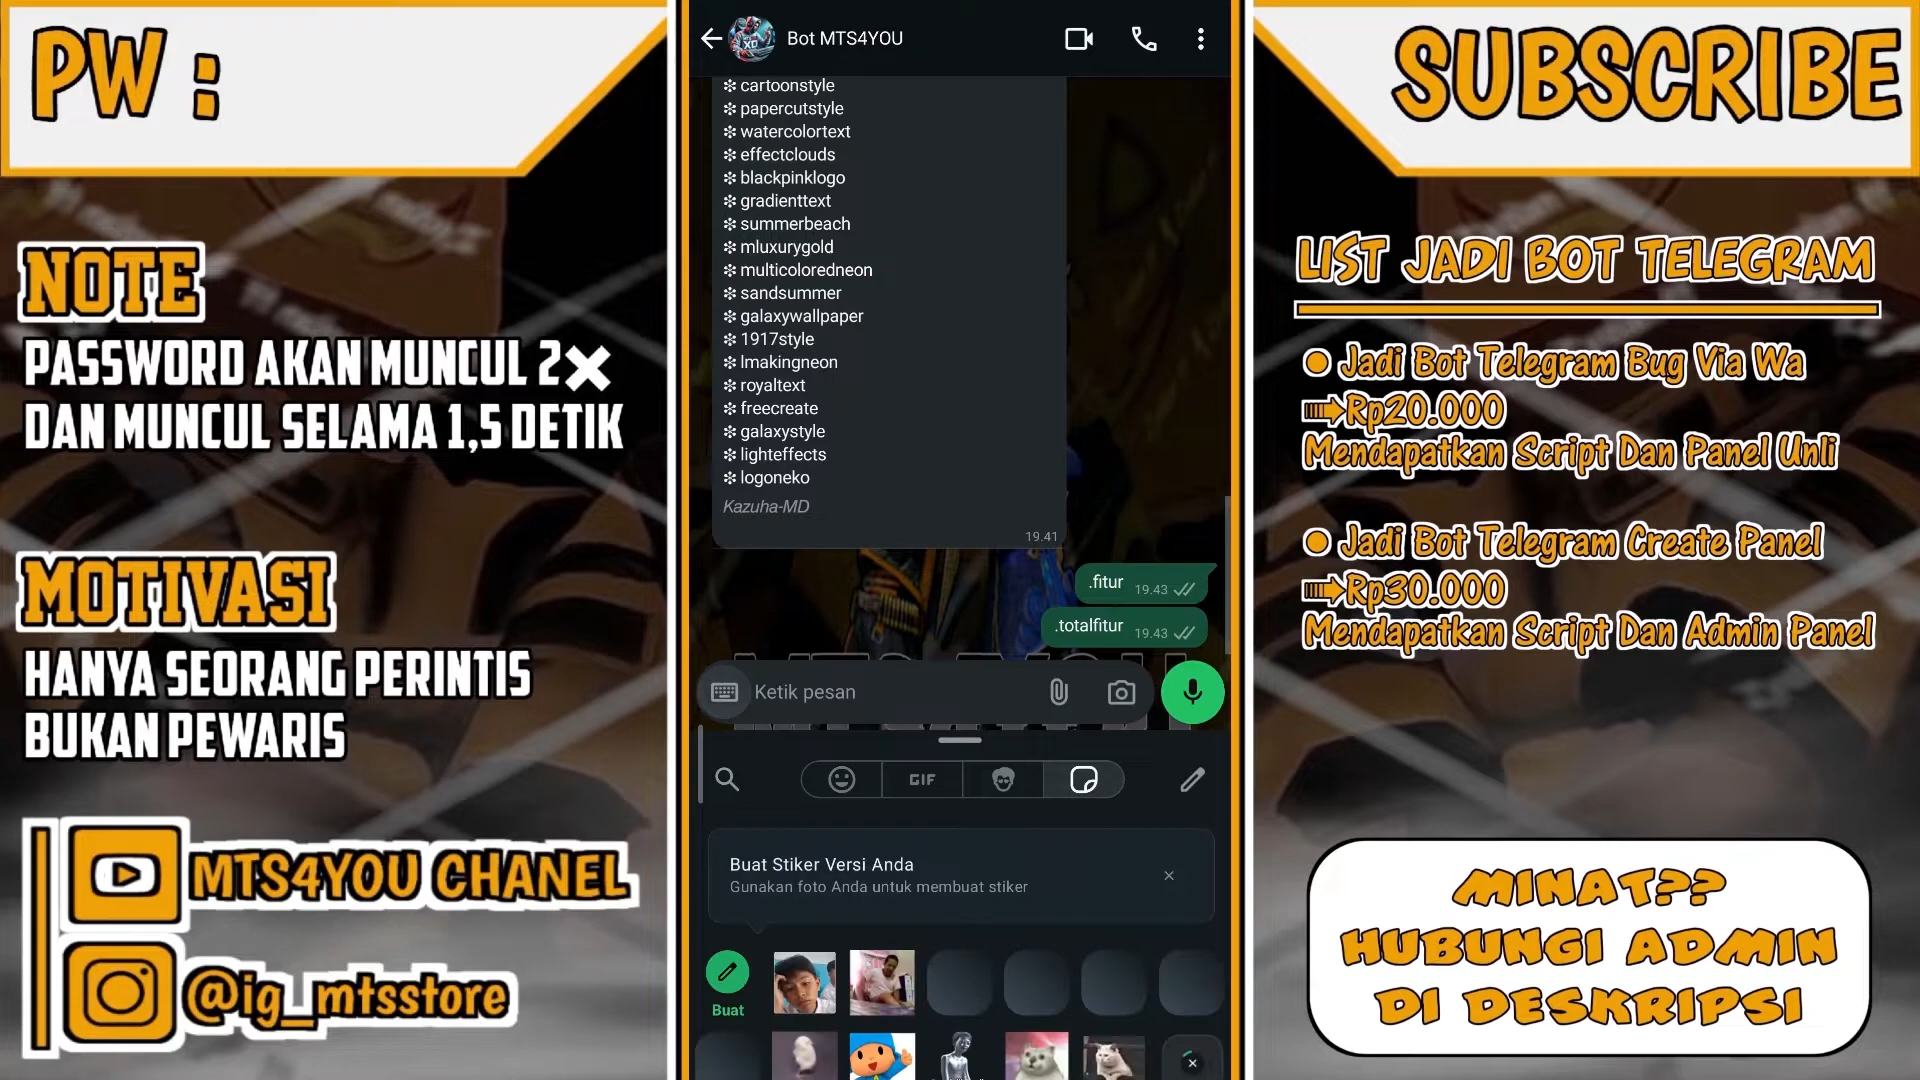 PW :
NOTE
PASSWORD AKAN MUNCUL 2×
DAN MUNCUL SELAMA 1,5 DETIK
MOTIVASI
HANYA SEORANG PERINTIS
BUKAN PEWARIS
MTS4YOU CHANEL
@ig_mtsstore
Bot MTS4YOU
❇ cartoonstyle
❇ papercutstyle
❇ watercolortext
❇ effectclouds
❇ blackpinklogo
❇ gradienttext
❇ summerbeach
❇ mluxurygold
❇ multicoloredneon
❇ sandsummer
❇ galaxywallpaper
❇ 1917style
❇ lmakingneon
❇ royaltext
❇ freecreate
❇ galaxystyle
❇ lighteffects
❇ logoneko
Kazuha-MD
19.41
.fitur 19.43
.totalfitur 19.43
Ketik pesan
GIF
Buat Stiker Versi Anda
Gunakan foto Anda untuk membuat stiker
Buat
SUBSCRIBE
LIST JADI BOT TELEGRAM
● Jadi Bot Telegram Bug Via Wa
➡Rp20.000
Mendapatkan Script Dan Panel Unli
● Jadi Bot Telegram Create Panel
➡Rp30.000
Mendapatkan Script Dan Admin Panel
MINAT??
HUBUNGI ADMIN
DI DESKRIPSI